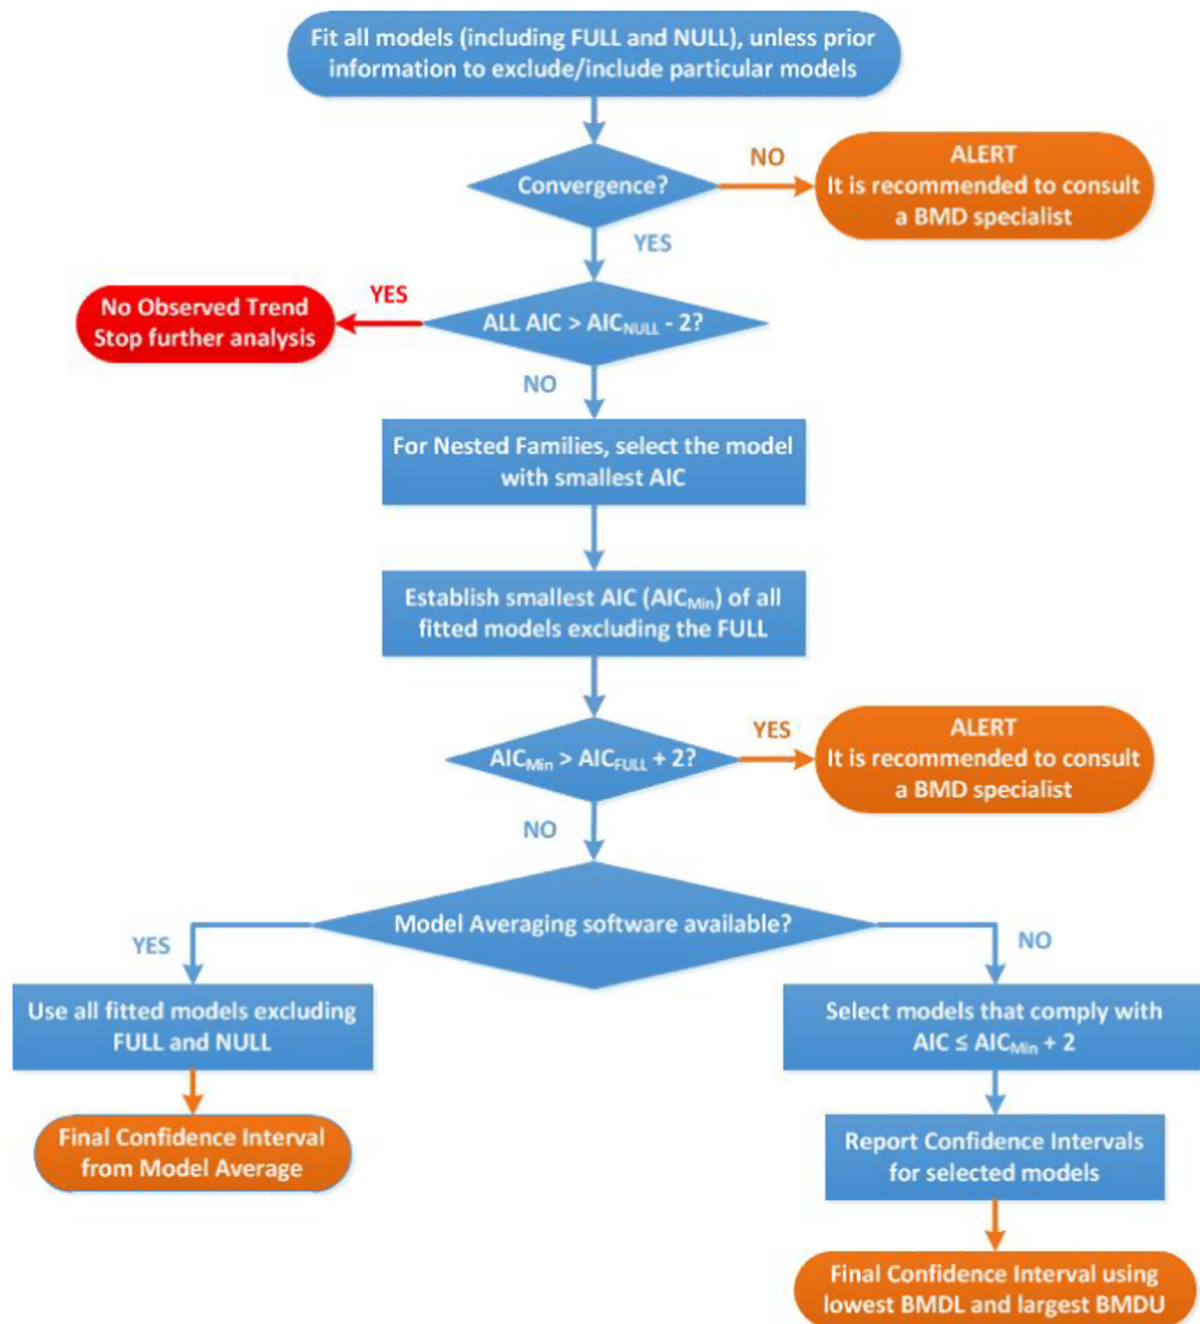 Fit all models (including FULL and NULL), unless prior
information to exclude/include particular models
Convergence?
NO
ALERT
It is recommended to consult
a BMD specialist
YES
ALL AIC > AIC_NULL - 2?
YES
No Observed Trend
Stop further analysis
NO
For Nested Families, select the model
with smallest AIC
Establish smallest AIC (AIC_Min) of all
fitted models excluding the FULL
AIC_Min > AIC_FULL + 2?
YES
ALERT
It is recommended to consult
a BMD specialist
NO
Model Averaging software available?
YES
NO
Use all fitted models excluding
FULL and NULL
Final Confidence Interval
from Model Average
Select models that comply with
AIC ≤ AIC_Min + 2
Report Confidence Intervals
for selected models
Final Confidence Interval using
lowest BMDL and largest BMDU